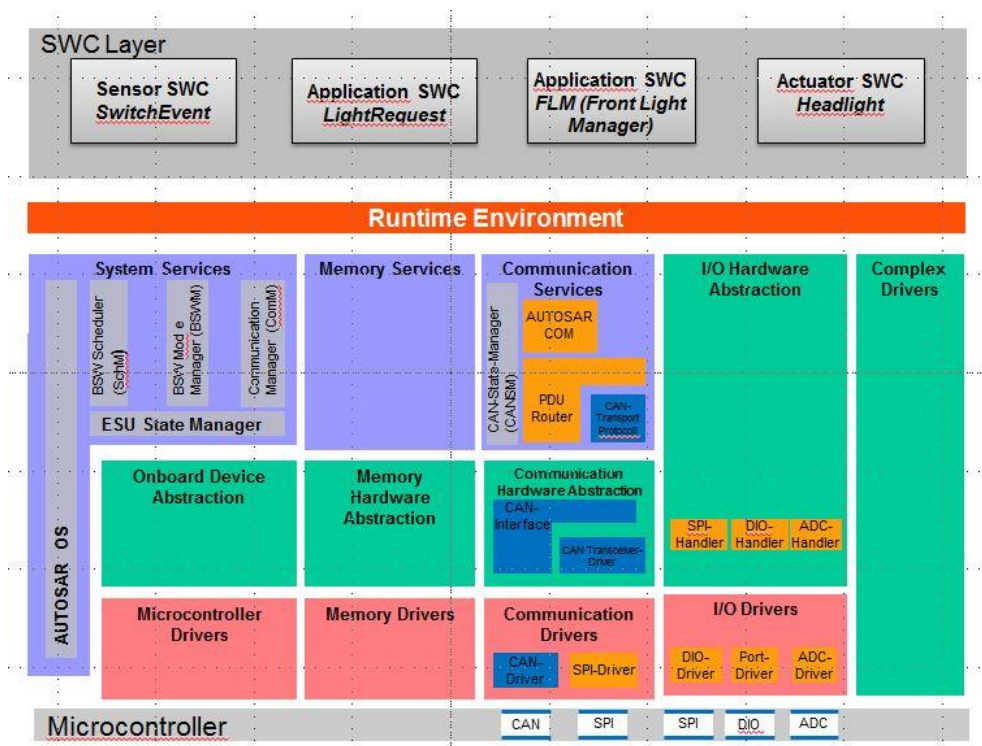 SWC Layer
Sensor SWC
SwitchEvent
Application SWC
LightRequest
Application SWC
FLM (Front Light
Manager)
Actuator SWC
Headlight
Runtime Environment
System Services
BSW Scheduler
(SchM)
BSW Mod e
Manager (BSWM)
Communication
Manager (ComM)
ESU State Manager
AUTOSAR OS
Memory Services
Communication
Services
CAN-State-Manager
(CANSM)
AUTOSAR
COM
PDU
Router
CAN-
Transport
Protocoll
I/O Hardware
Abstraction
SPI-
Handler
DIO-
Handler
ADC-
Handler
Complex
Drivers
Onboard Device
Abstraction
Memory
Hardware
Abstraction
Communication
Hardware Abstraction
CAN-
Interface
CAN Transceiver-
Driver
Microcontroller
Drivers
Memory Drivers
Communication
Drivers
CAN-
Driver
SPI-Driver
I/O Drivers
DIO-
Driver
Port-
Driver
ADC-
Driver
Microcontroller
CAN
SPI
SPI
DIO
ADC